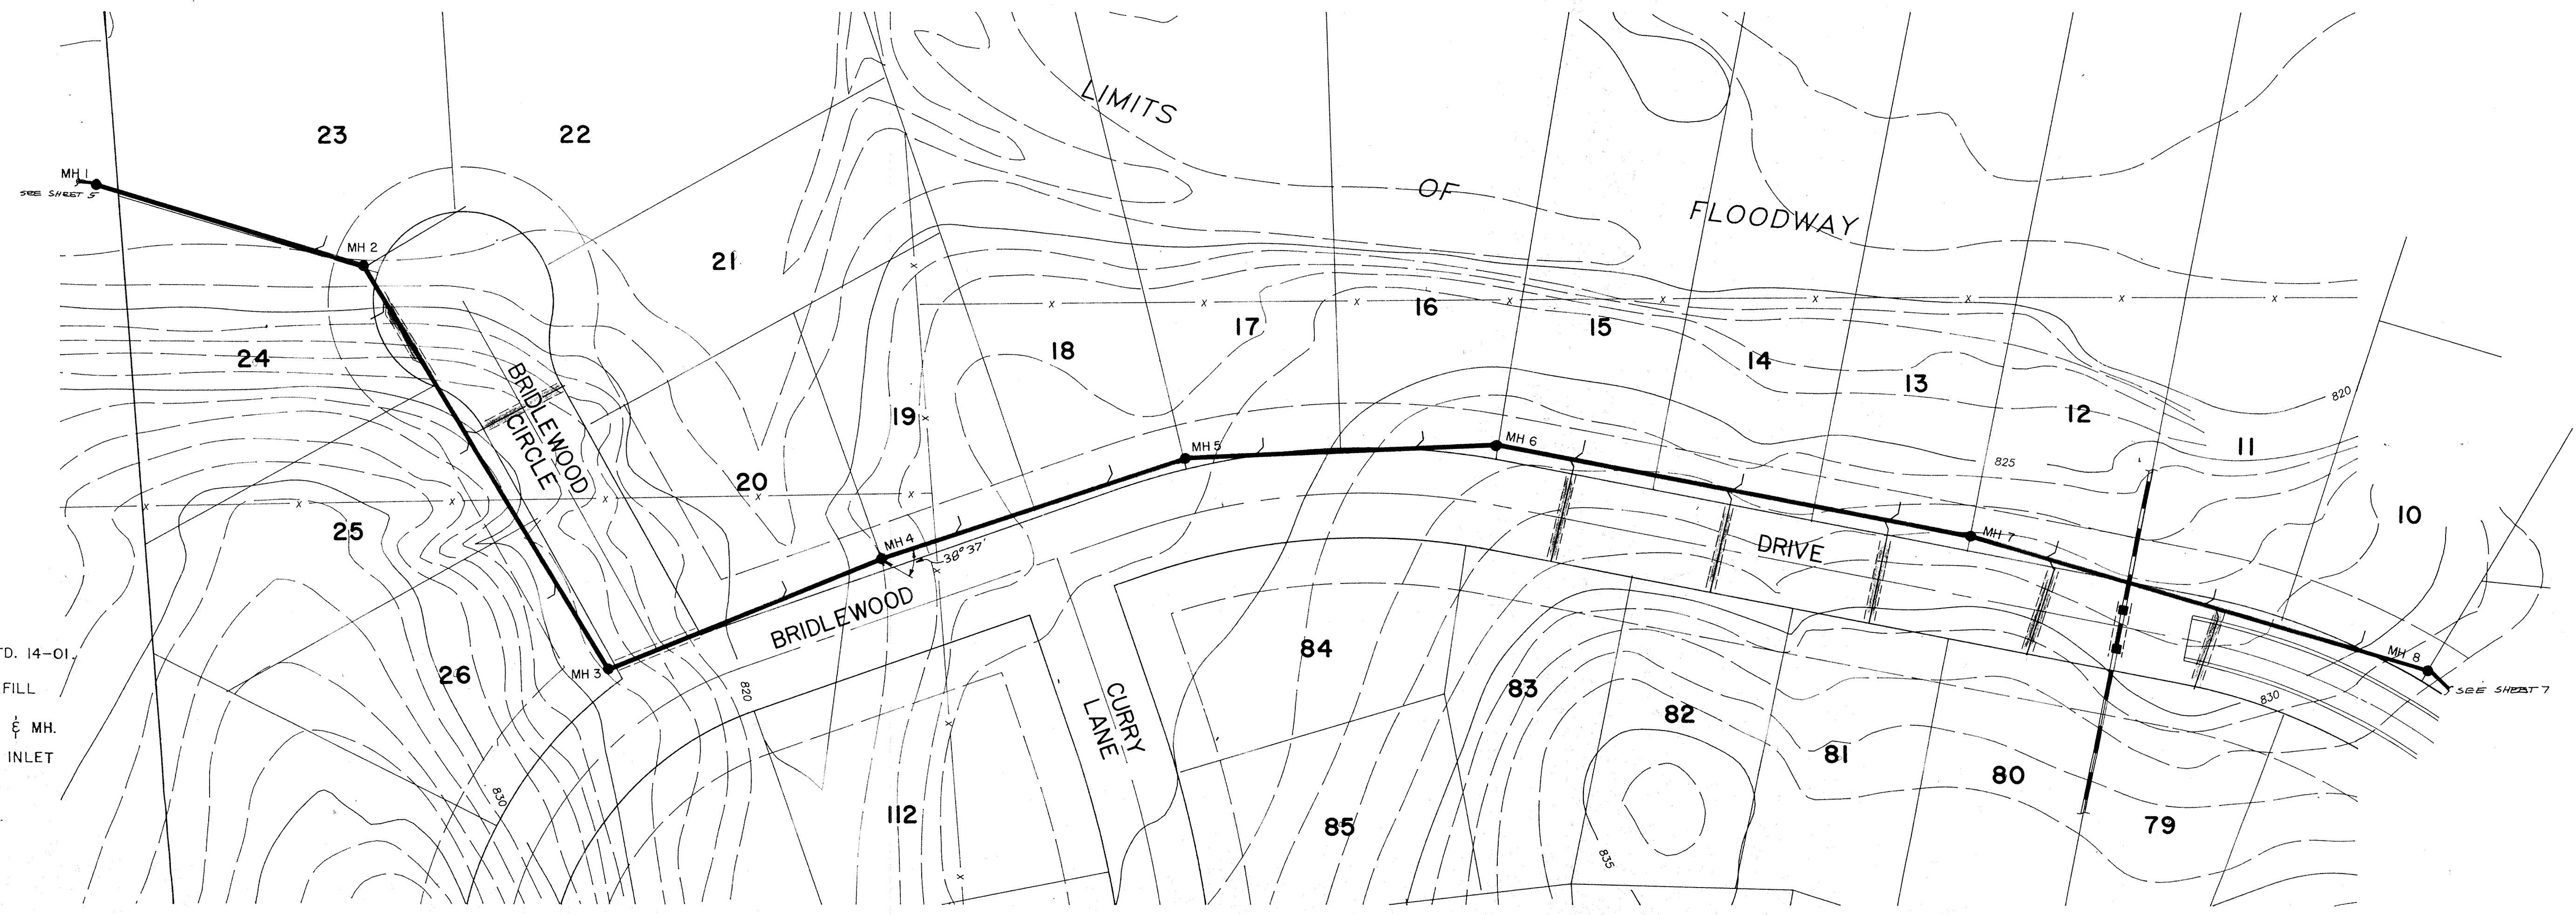 LIMITS
OF
FLOODWAY
23
22
21
MH 1
SEE SHEET 5
MH 2
24
BRIDLEWOOD
CIRCLE
25
26
20
19
18
17
16
15
14
13
12
11
10
820
825
MH 3
MH 4
38° 37'
MH 5
MH 6
MH 7
MH 8
SEE SHEET 7
BRIDLEWOOD
DRIVE
820
830
830
835
CURRY
LANE
84
83
82
81
80
79
85
112
TD. 14-01.
FILL
& MH.
INLET